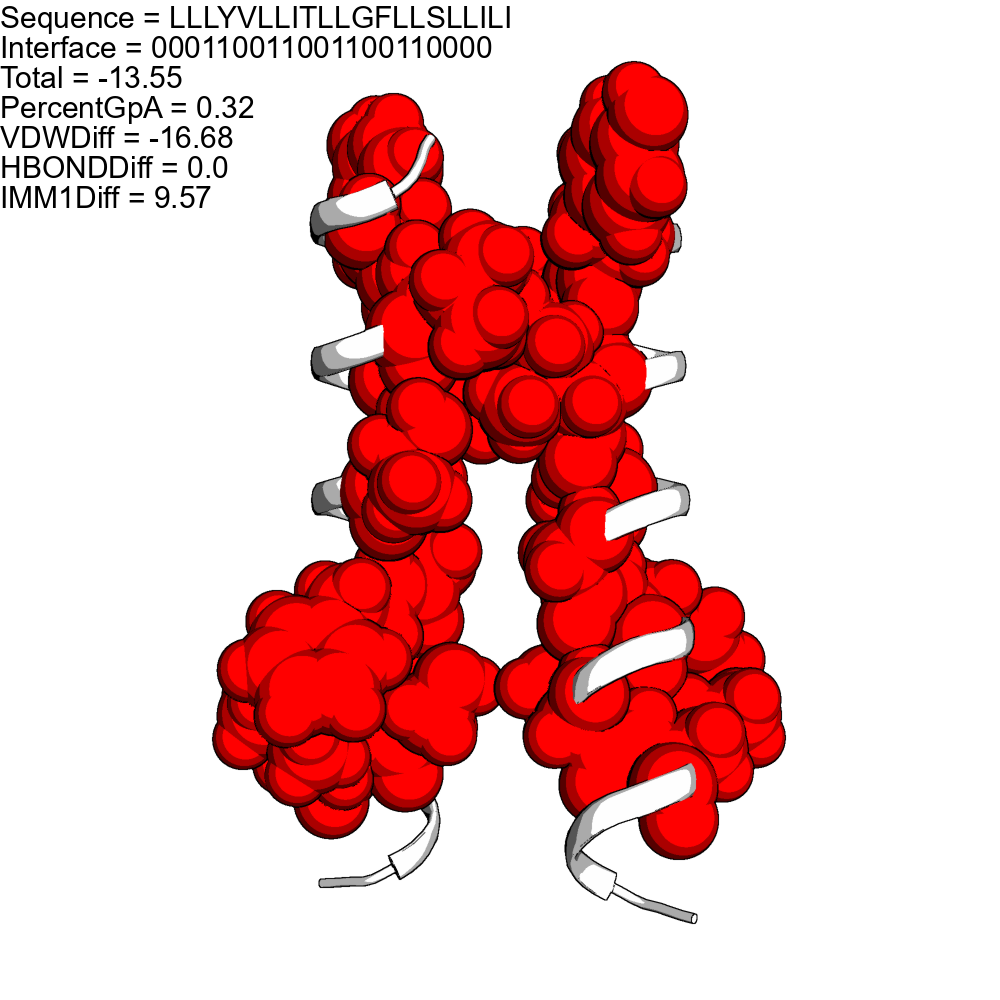 Sequence = LLLYVLLITLLGFLLSLLILI
Interface = 000110011001100110000
Total = -13.55
PercentGpA = 0.32
VDWDiff = -16.68
HBONDDiff = 0.0
IMM1Diff = 9.57